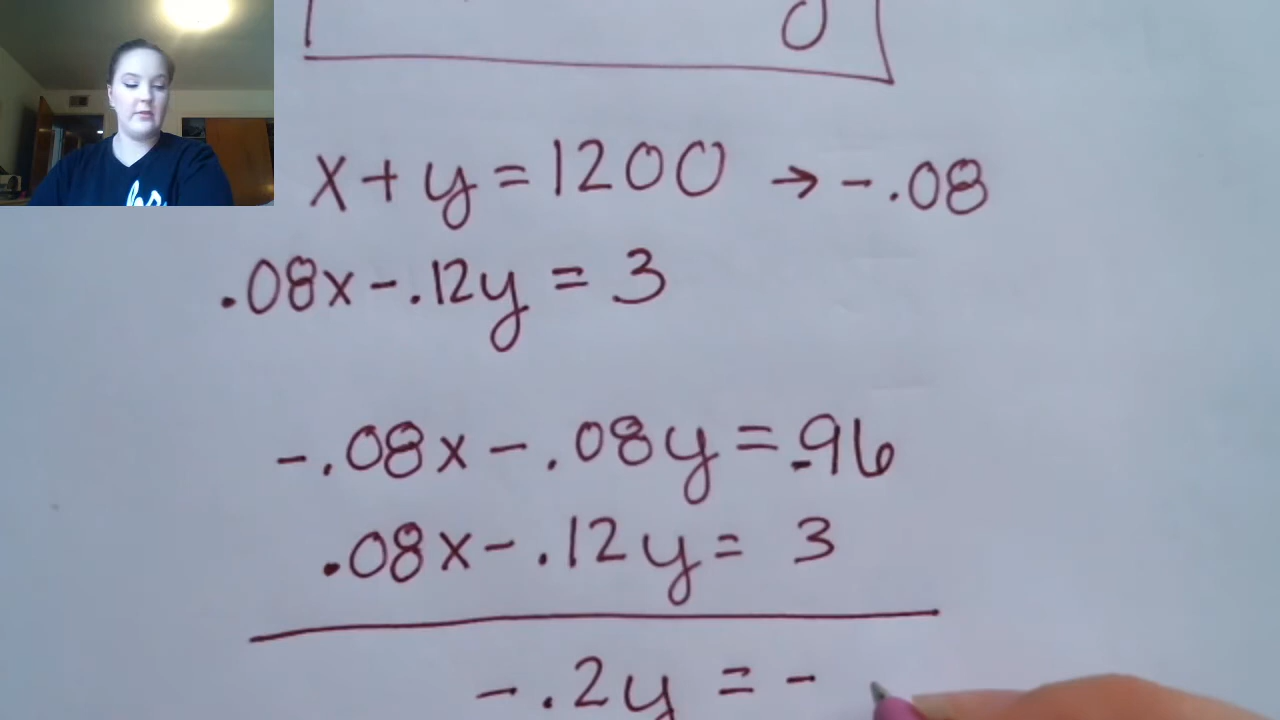 x + y = 1200 → -.08
.08x - .12y = 3
-.08x - .08y = -96
.08x - .12y = 3
-.2y = -